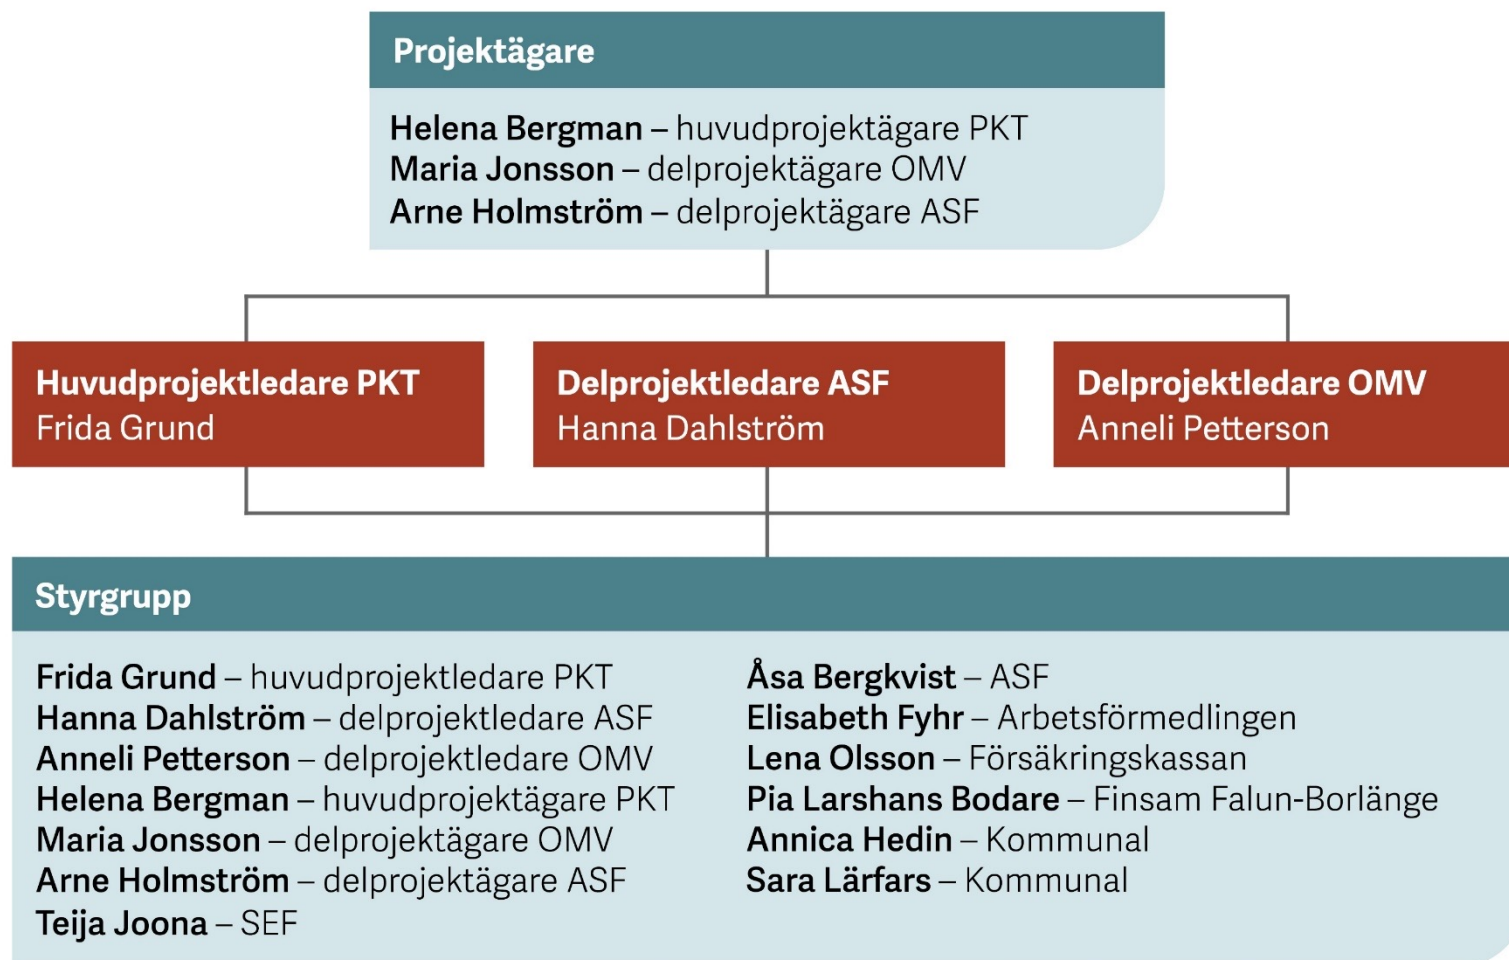 Projektägare
Helena Bergman – huvudprojektägare PKT
Maria Jonsson – delprojektägare OMV
Arne Holmström – delprojektägare ASF
Huvudprojektledare PKT
Frida Grund
Delprojektledare ASF
Hanna Dahlström
Delprojektledare OMV
Anneli Petterson
Styrgrupp
Frida Grund – huvudprojektledare PKT
Hanna Dahlström – delprojektledare ASF
Anneli Petterson – delprojektledare OMV
Helena Bergman – huvudprojektägare PKT
Maria Jonsson – delprojektägare OMV
Arne Holmström – delprojektägare ASF
Teija Joona – SEF
Åsa Bergkvist – ASF
Elisabeth Fyhr – Arbetsförmedlingen
Lena Olsson – Försäkringskassan
Pia Larshans Bodare – Finsam Falun-Borlänge
Annica Hedin – Kommunal
Sara Lärfars – Kommunal